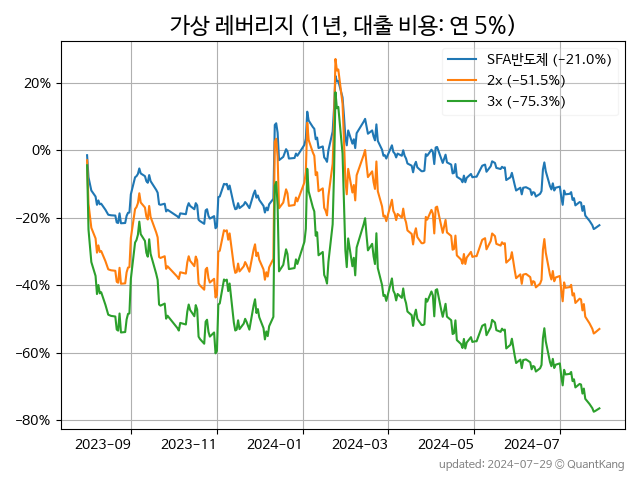 가상 레버리지 (1년, 대출 비용: 연 5%)
SFA반도체 (−21.0%)
2x (−51.5%)
3x (−75.3%)
20%
0%
−20%
−40%
−60%
−80%
2023-09 2023-11 2024-01 2024-03 2024-05 2024-07
updated: 2024-07-29 © QuantKang